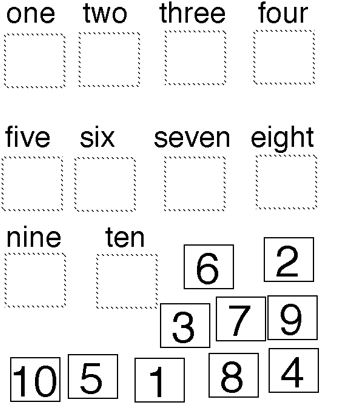 one two three four
five six seven eight
nine ten
6 2
3 7 9
10 5 1 8 4